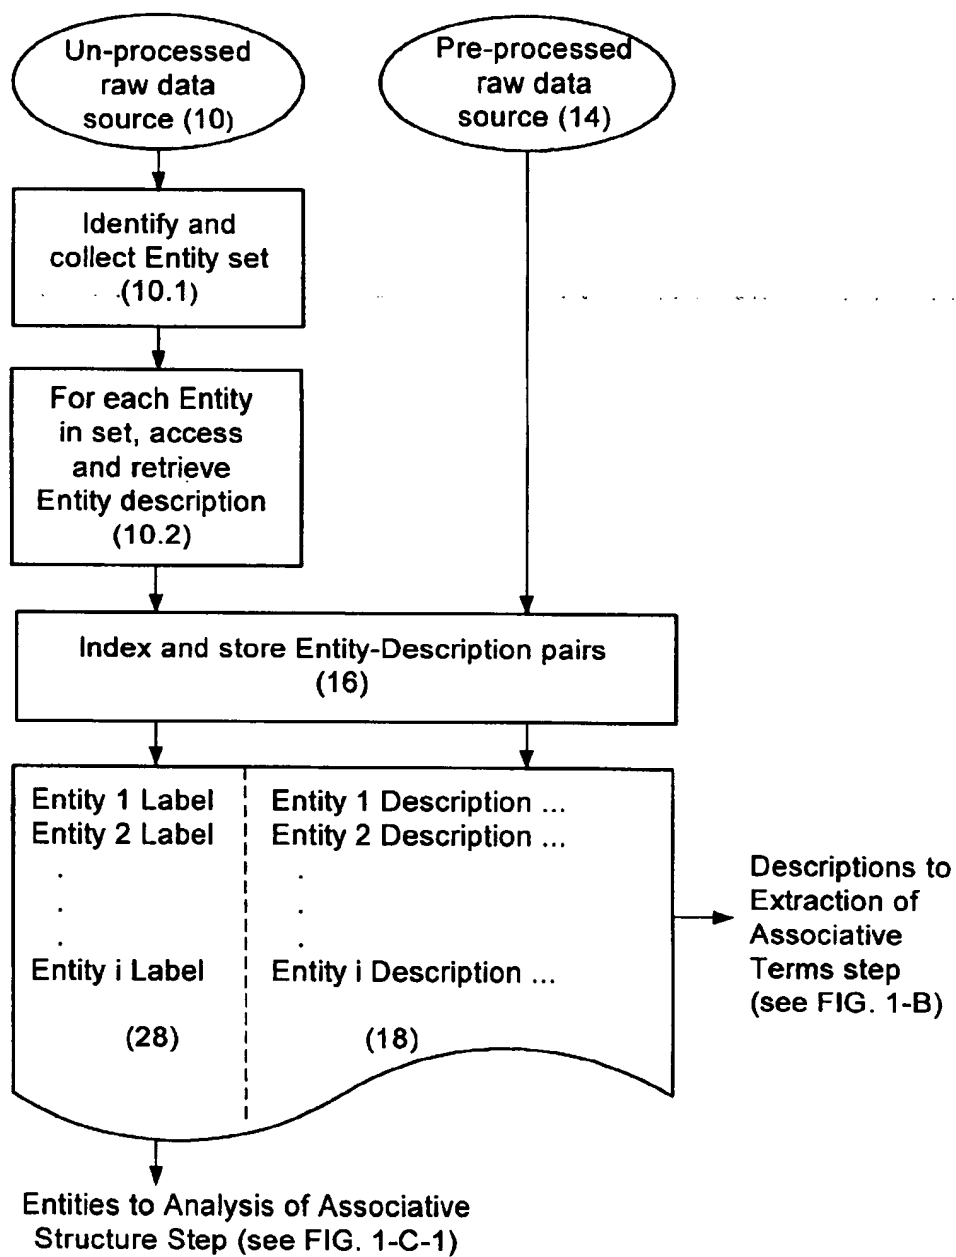 Un-processed
raw data
source (10)
Pre-processed
raw data
source (14)
Identify and
collect Entity set
(10.1)
For each Entity
in set, access
and retrieve
Entity description
(10.2)
Index and store Entity-Description pairs
(16)
Entity 1 Label
Entity 2 Label
.
.
.
Entity i Label
(28)
Entity 1 Description ...
Entity 2 Description ...
.
.
.
Entity i Description ...
(18)
Descriptions to
Extraction of
Associative
Terms step
(see FIG. 1-B)
Entities to Analysis of Associative
Structure Step (see FIG. 1-C-1)